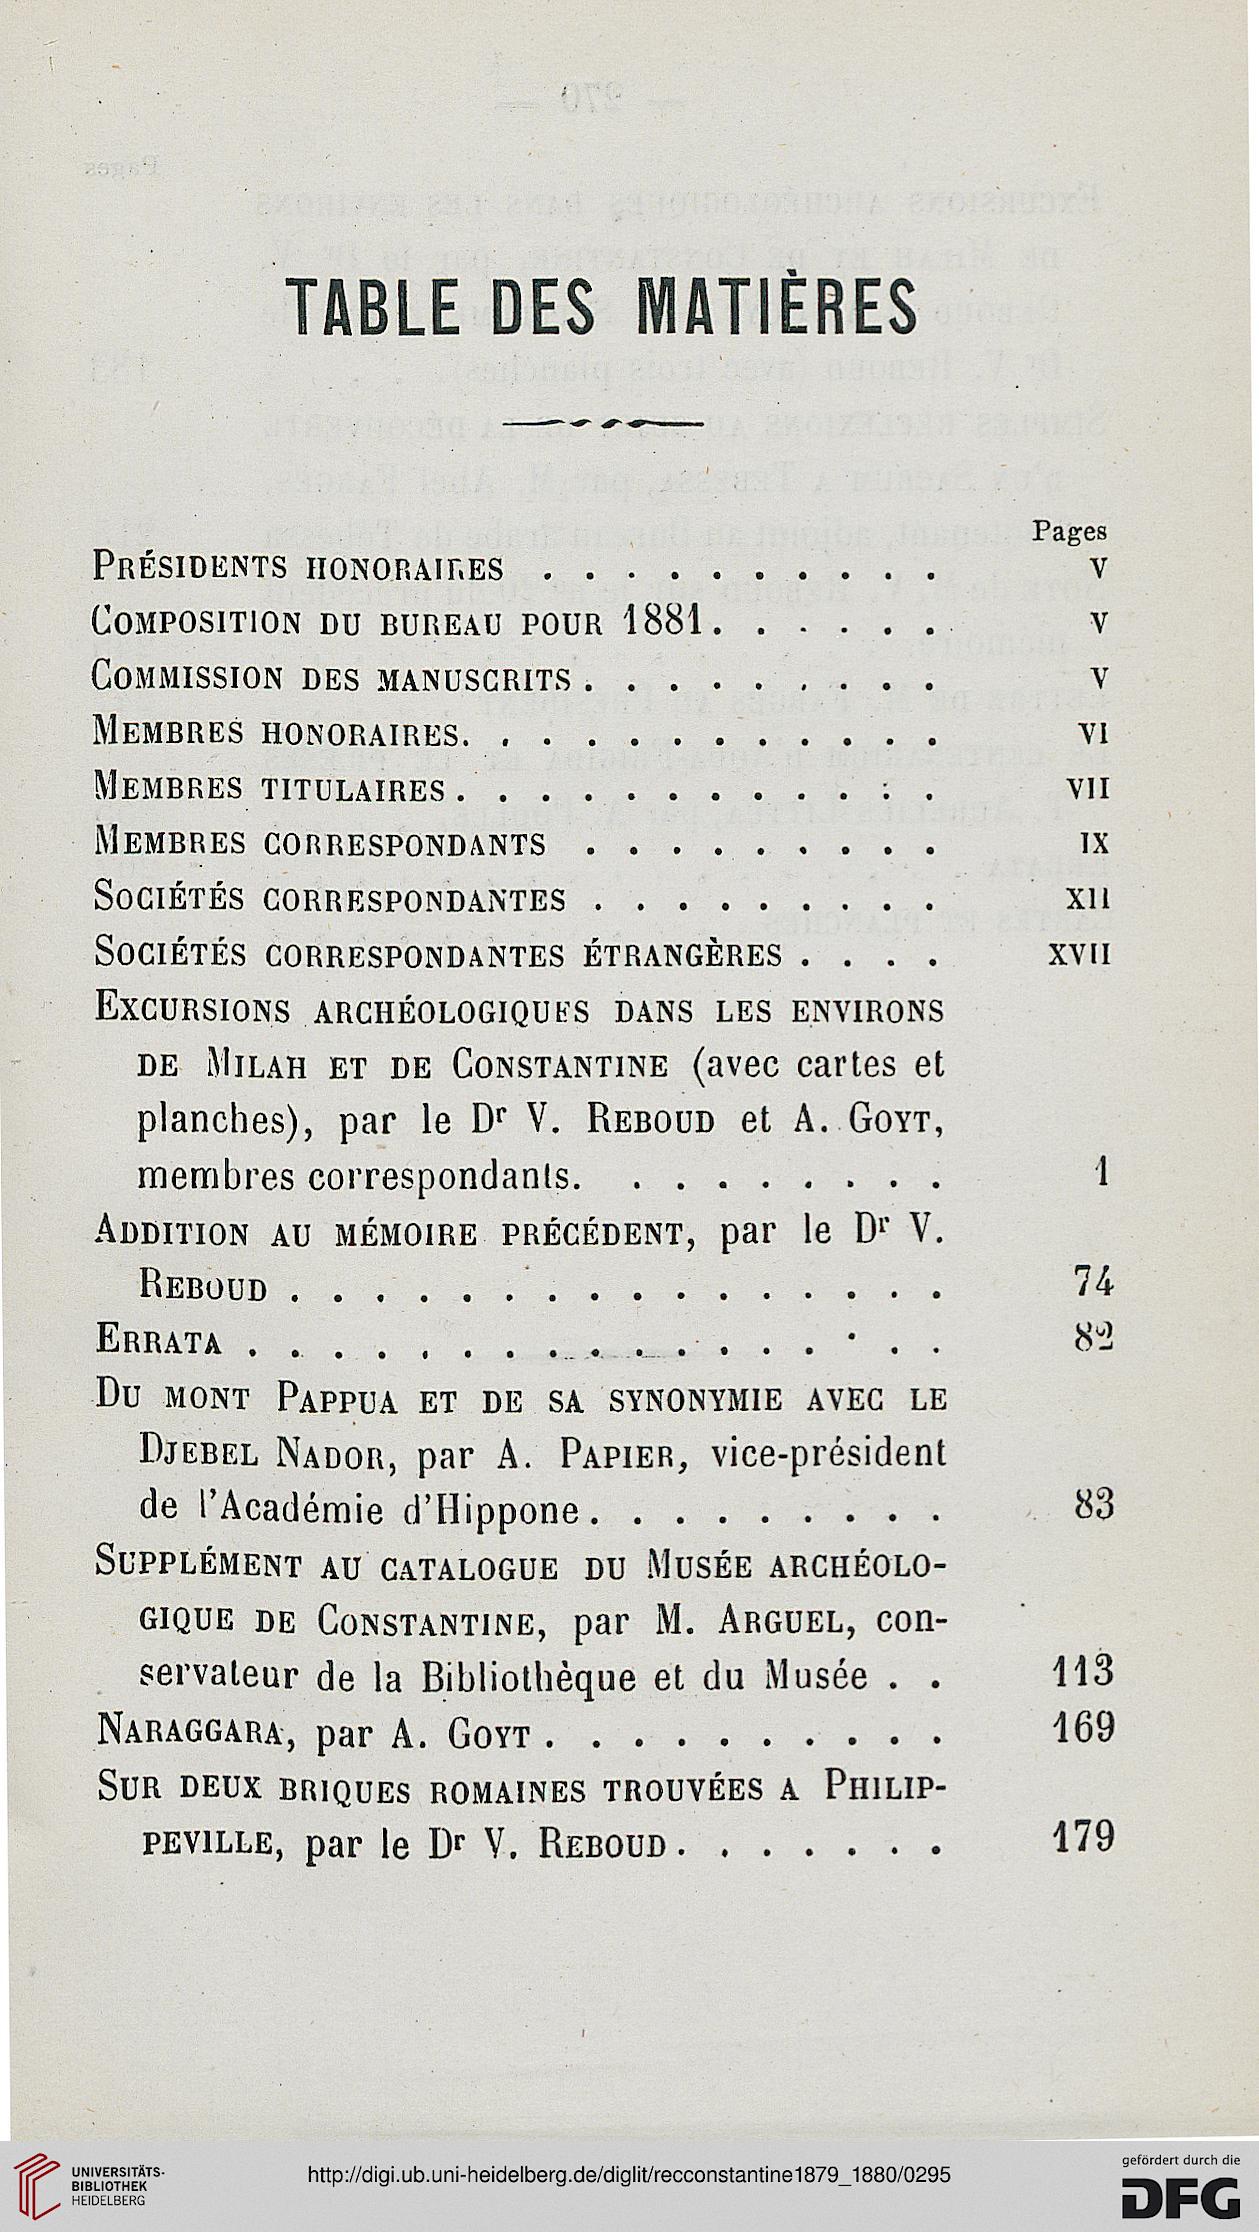 TABLE DES MATIÈRES
Pages
PRÉSIDENTS HONORAIRES . . . . . . . . . . V
COMPOSITION DU BUREAU POUR 1881. . . . . . V
COMMISSION DES MANUSCRITS . . . . . . . . . V
MEMBRES HONORAIRES. . . . . . . . . . . . VI
MEMBRES TITULAIRES . . . . . . . . . . . . VII
MEMBRES CORRESPONDANTS . . . . . . . . . IX
SOCIÉTÉS CORRESPONDANTES . . . . . . . . . XII
SOCIÉTÉS CORRESPONDANTES ÉTRANGÈRES . . . . XVII
EXCURSIONS ARCHÉOLOGIQUES DANS LES ENVIRONS
DE MILAH ET DE CONSTANTINE (avec cartes et
planches), par le Dr V. REBOUD et A. GOYT,
membres correspondants. . . . . . . . . 1
ADDITION AU MÉMOIRE PRÉCÉDENT, par le Dr V.
REBOUD . . . . . . . . . . . . . . . . 74
ERRATA . . . . . . . . . . . . . . . . . 82
DU MONT PAPPUA ET DE SA SYNONYMIE AVEC LE
DJEBEL NADOR, par A. PAPIER, vice-président
de l'Académie d'Hippone . . . . . . . . . 83
SUPPLÉMENT AU CATALOGUE DU MUSÉE ARCHÉOLO-
GIQUE DE CONSTANTINE, par M. ARGUEL, con-
servateur de la Bibliothèque et du Musée . . 113
NARAGGARA, par A. GOYT . . . . . . . . . . 169
SUR DEUX BRIQUES ROMAINES TROUVÉES A PHILIP-
PEVILLE, par le Dr V. REBOUD . . . . . . . 179
UNIVERSITÄTS-
BIBLIOTHEK
HEIDELBERG
http://digi.ub.uni-heidelberg.de/diglit/recconstantine1879_1880/0295
gefördert durch die
DFG